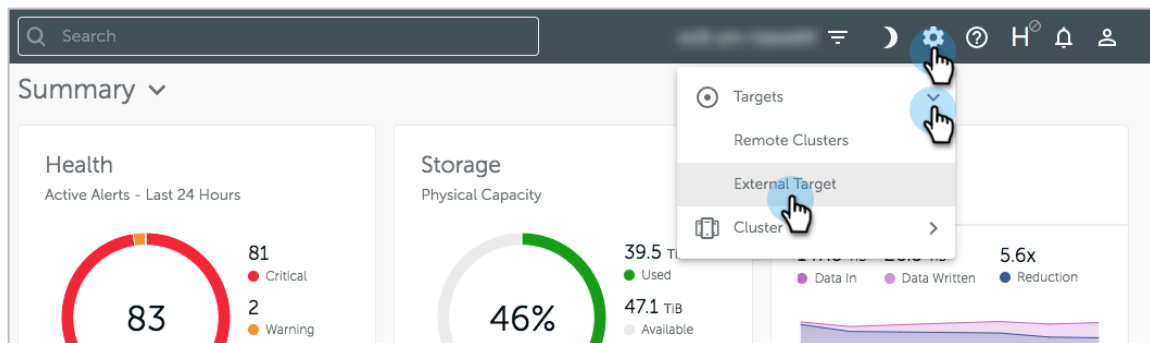 Search
H
Summary
Targets
Remote Clusters
External Target
Cluster
Health
Active Alerts - Last 24 Hours
83
81
Critical
2
Warning
Storage
Physical Capacity
46%
39.5
Used
47.1 TiB
Available
Data In
Data Written
5.6x
Reduction